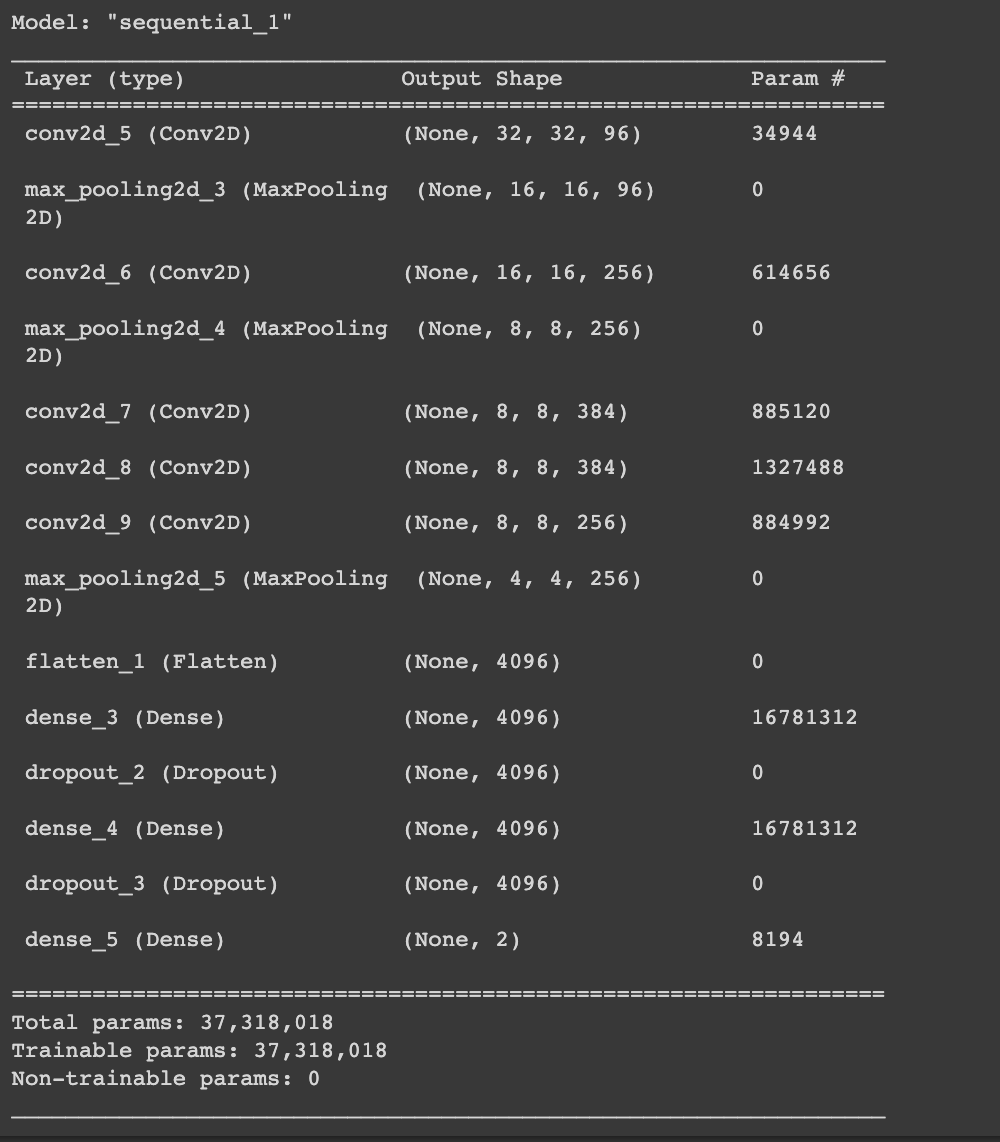 Model: "sequential_1"
Layer (type) Output Shape Param #
conv2d_5 (Conv2D) (None, 32, 32, 96) 34944
max_pooling2d_3 (MaxPooling (None, 16, 16, 96) 0
2D)
conv2d_6 (Conv2D) (None, 16, 16, 256) 614656
max_pooling2d_4 (MaxPooling (None, 8, 8, 256) 0
2D)
conv2d_7 (Conv2D) (None, 8, 8, 384) 885120
conv2d_8 (Conv2D) (None, 8, 8, 384) 1327488
conv2d_9 (Conv2D) (None, 8, 8, 256) 884992
max_pooling2d_5 (MaxPooling (None, 4, 4, 256) 0
2D)
flatten_1 (Flatten) (None, 4096) 0
dense_3 (Dense) (None, 4096) 16781312
dropout_2 (Dropout) (None, 4096) 0
dense_4 (Dense) (None, 4096) 16781312
dropout_3 (Dropout) (None, 4096) 0
dense_5 (Dense) (None, 2) 8194
Total params: 37,318,018
Trainable params: 37,318,018
Non-trainable params: 0